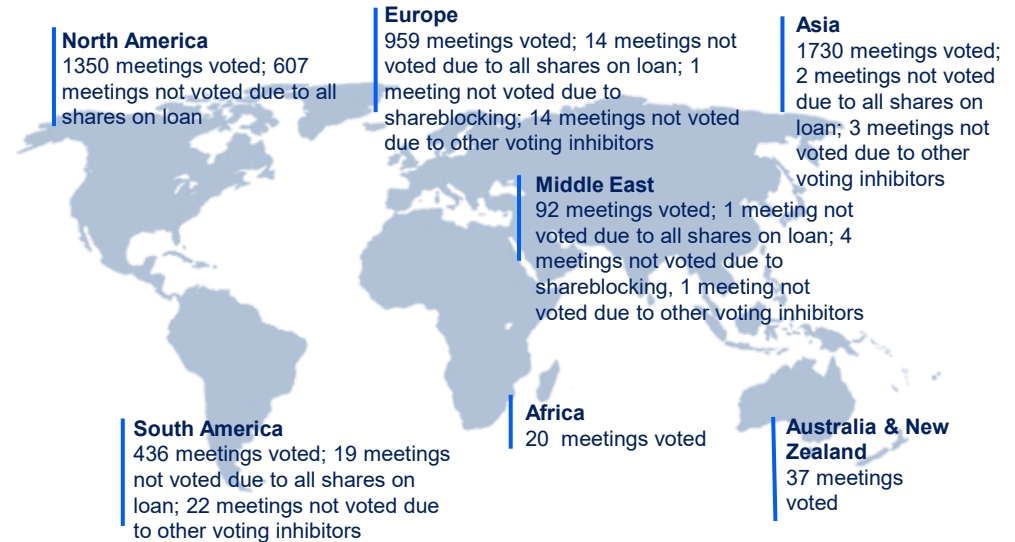 North America
1350 meetings voted; 607
meetings not voted due to all
shares on loan
Europe
959 meetings voted; 14 meetings not
voted due to all shares on loan; 1
meeting not voted due to
shareblocking; 14 meetings not voted
due to other voting inhibitors
Asia
1730 meetings voted;
2 meetings not voted
due to all shares on
loan; 3 meetings not
voted due to other
voting inhibitors
Middle East
92 meetings voted; 1 meeting not
voted due to all shares on loan; 4
meetings not voted due to
shareblocking, 1 meeting not
voted due to other voting inhibitors
South America
436 meetings voted; 19 meetings
not voted due to all shares on
loan; 22 meetings not voted due
to other voting inhibitors
Africa
20 meetings voted
Australia & New
Zealand
37 meetings
voted